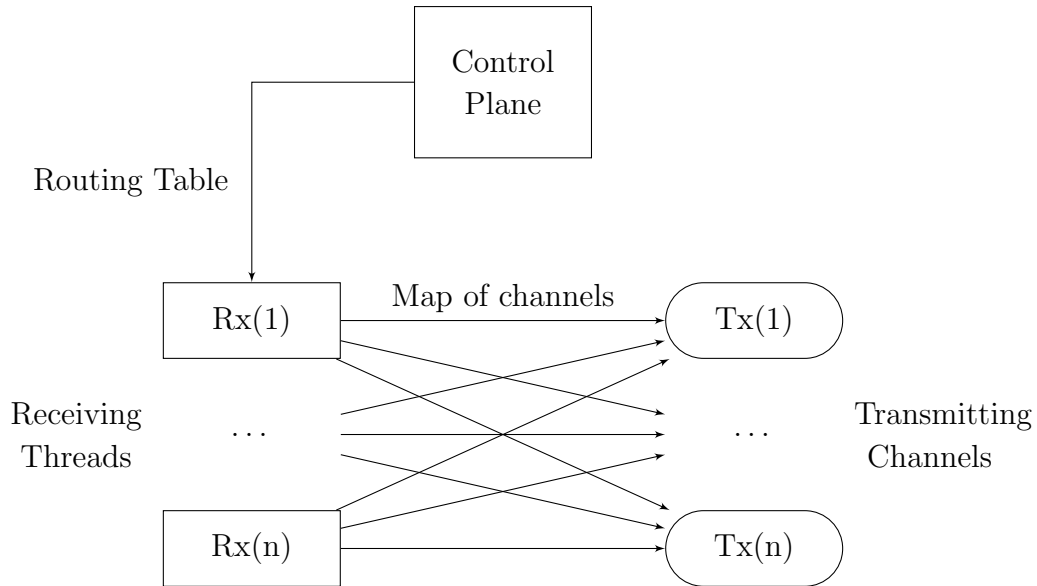 Control
Plane
Routing Table
Map of channels
Rx(1)
Tx(1)
Receiving
Threads
...
...
Transmitting
Channels
Rx(n)
Tx(n)